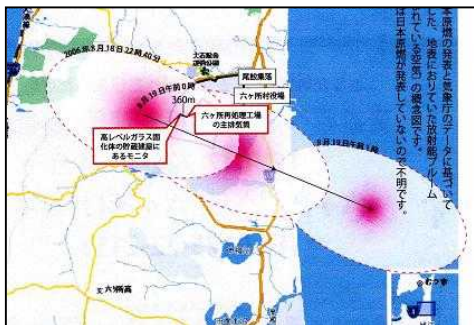 2006年8月18日22時40分
8月19日午前0時
360m
尾駮集落
六ヶ所村役場
六ヶ所再処理工場
の主排気筒
高レベルガラス固
化体の貯蔵建屋に
あるモニタ
8月19日午前1時
本原燃の発表と気象庁のデータに基づいて
した、地表におりていた放射能プルーム
れている空気）の概念図です。
は日本原燃が発表していないので不明です。
六ヶ所高
むつ市